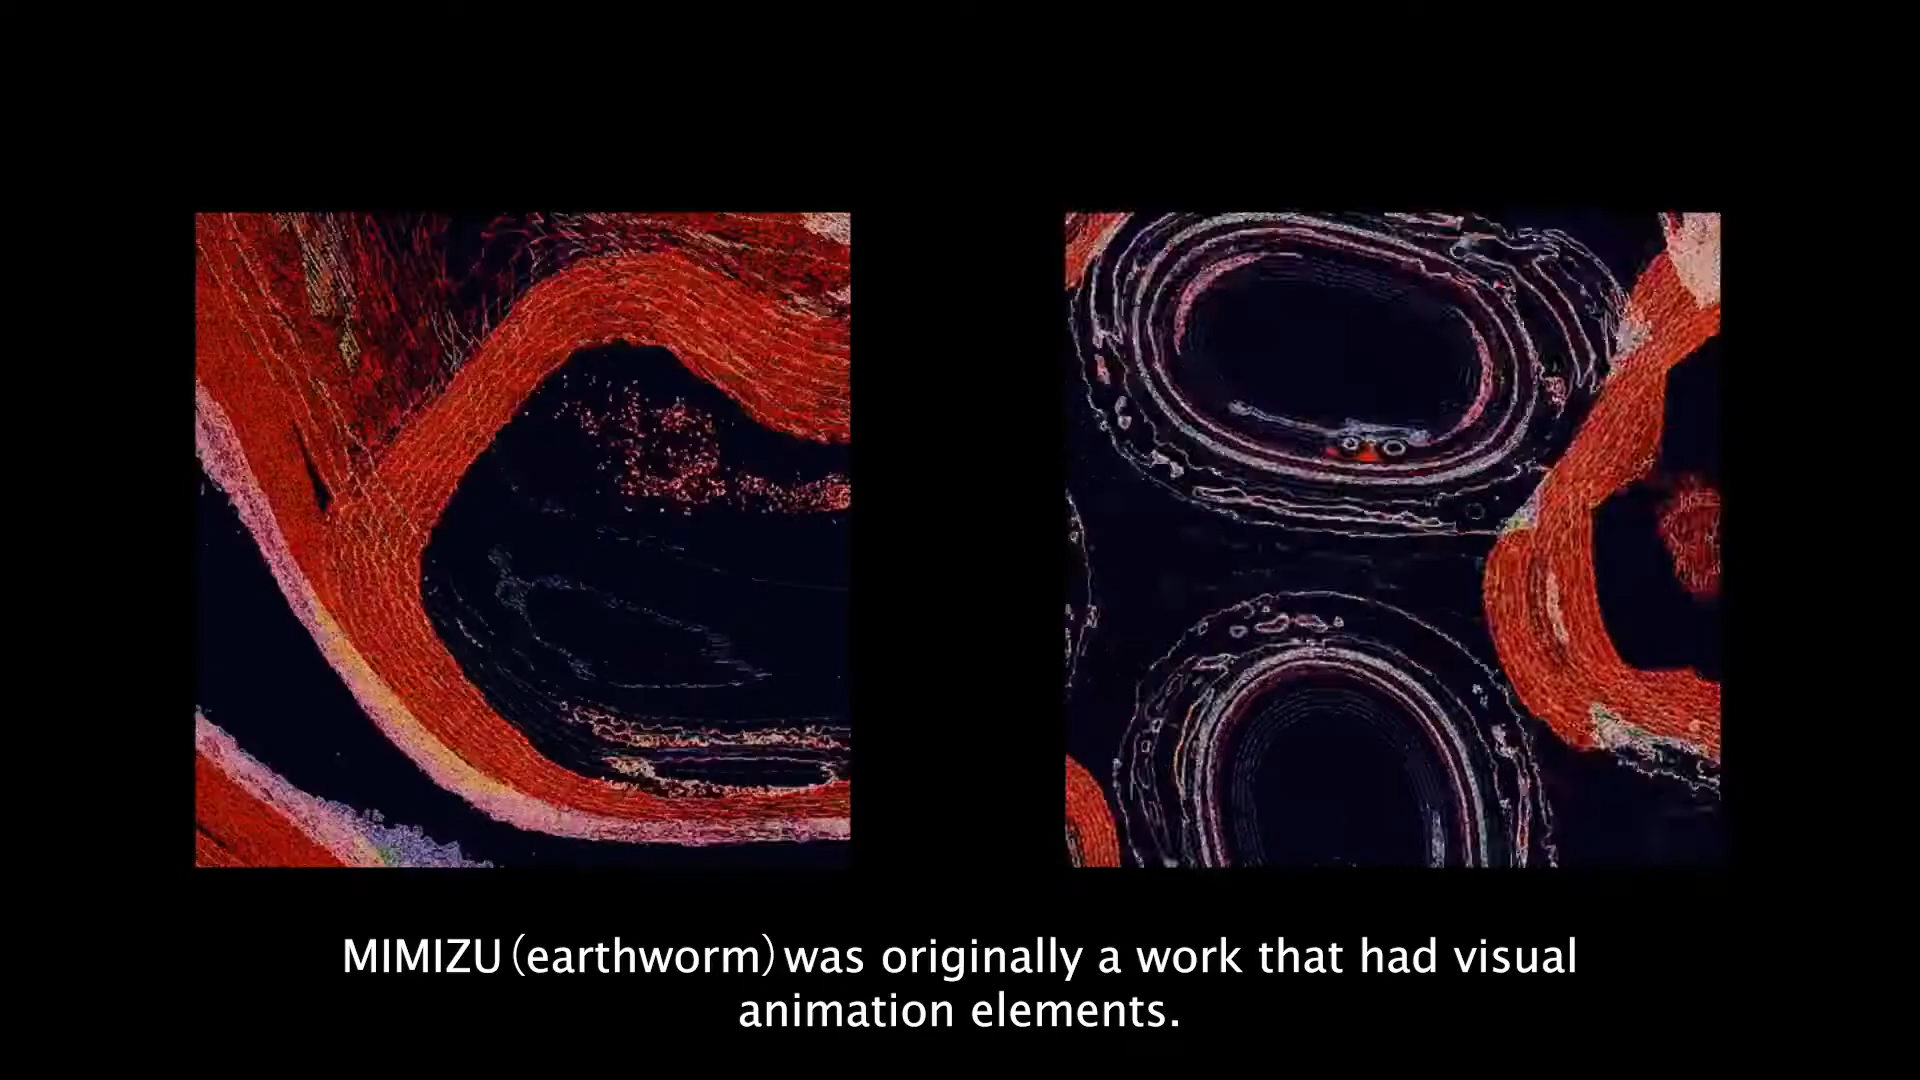 MIMIZU（earthworm）was originally a work that had visual
animation elements.